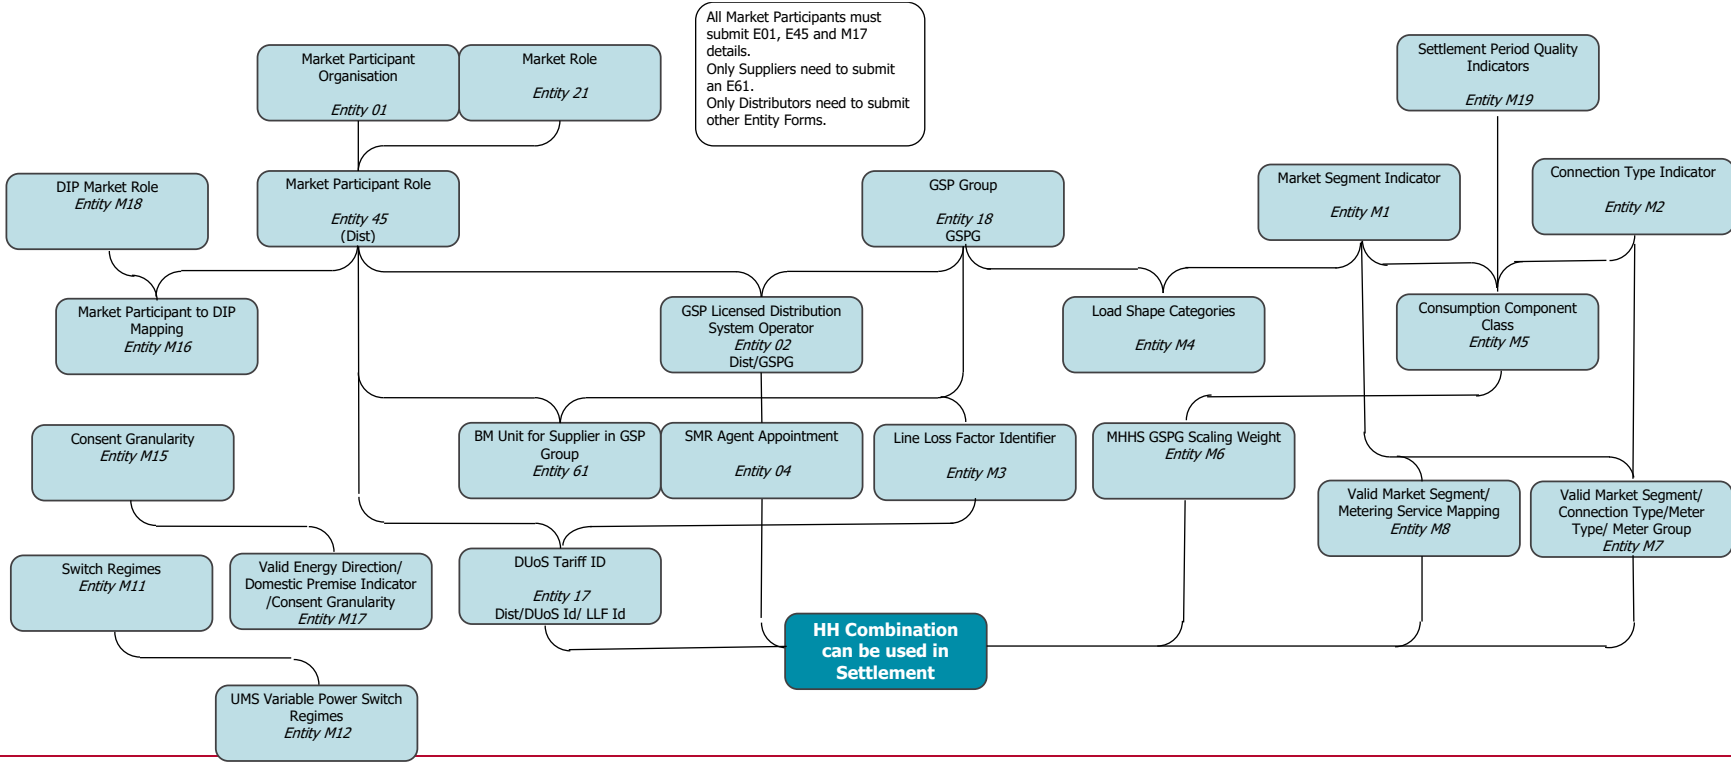 All Market Participants must
submit E01, E45 and M17
details.
Only Suppliers need to submit
an E61.
Only Distributors need to submit
other Entity Forms.
Market Participant
Organisation
Entity 01
Market Role
Entity 21
Settlement Period Quality
Indicators
Entity M19
DIP Market Role
Entity M18
Market Participant Role
Entity 45
(Dist)
GSP Group
Entity 18
GSPG
Market Segment Indicator
Entity M1
Connection Type Indicator
Entity M2
Market Participant to DIP
Mapping
Entity M16
GSP Licensed Distribution
System Operator
Entity 02
Dist/GSPG
Load Shape Categories
Entity M4
Consumption Component
Class
Entity M5
Consent Granularity
Entity M15
BM Unit for Supplier in GSP
Group
Entity 61
SMR Agent Appointment
Entity 04
Line Loss Factor Identifier
Entity M3
MHHS GSPG Scaling Weight
Entity M6
Valid Market Segment/
Metering Service Mapping
Entity M8
Valid Market Segment/
Connection Type/Meter
Type/ Meter Group
Entity M7
Switch Regimes
Entity M11
Valid Energy Direction/
Domestic Premise Indicator
/Consent Granularity
Entity M17
DUoS Tariff ID
Entity 17
Dist/DUoS Id/ LLF Id
HH Combination
can be used in
Settlement
UMS Variable Power Switch
Regimes
Entity M12